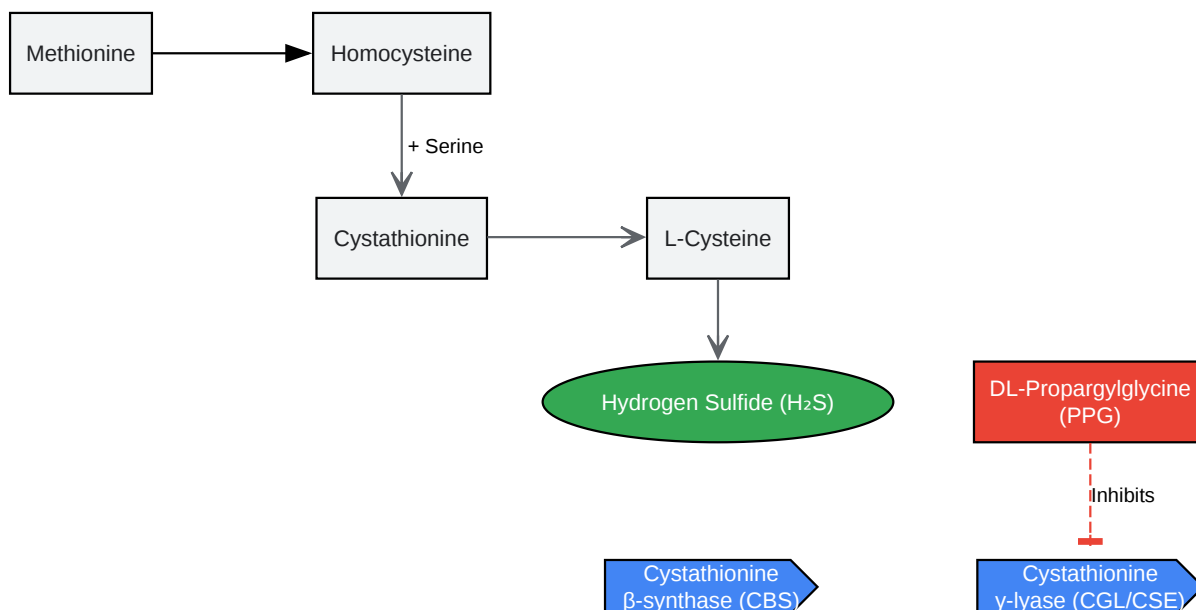 Methionine
Homocysteine
+ Serine
Cystathionine
L-Cysteine
Hydrogen Sulfide (H₂S)
DL-Propargylglycine
(PPG)
Inhibits
Cystathionine
β-synthase (CBS)
Cystathionine
γ-lyase (CGL/CSE)